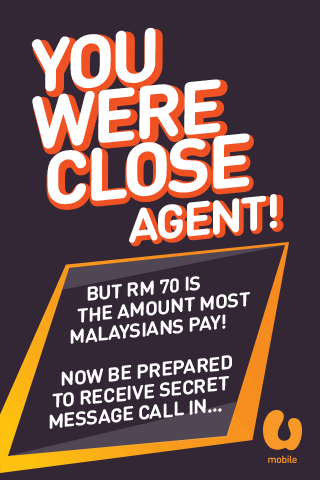 YOU
WERE
CLOSE
AGENT!
BUT RM 70 IS
THE AMOUNT MOST
MALAYSIANS PAY!
NOW BE PREPARED
TO RECEIVE SECRET
MESSAGE CALL IN...
mobile